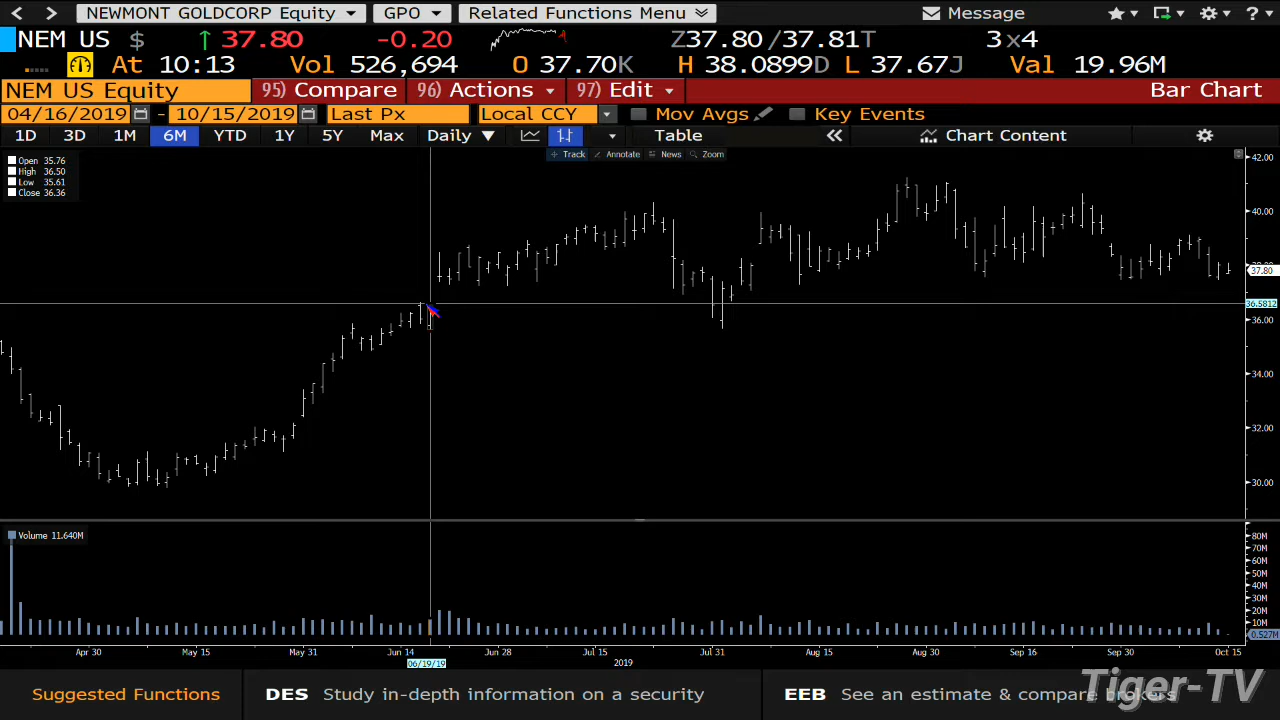 NEWMONT GOLDCORP Equity GPO Related Functions Menu Message ?
NEM US $ ↑ 37.80 -0.20 Z37.80 /37.81T 3x4
At 10:13 Vol 526,694 O 37.70K H 38.0899D L 37.67J Val 19.96M
NEM US Equity 95) Compare 96) Actions 97) Edit Bar Chart
04/16/2019 - 10/15/2019 Last Px Local CCY Mov Avgs Key Events
1D 3D 1M 6M YTD 1Y 5Y Max Daily ▼ Table « Chart Content
Track Annotate News Zoom
Open 35.76
High 36.50
Low 35.61
Close 36.36
42.00
40.00
37.80
36.5812
36.00
34.00
32.00
30.00
Volume 11.640M
80M
70M
60M
50M
40M
30M
20M
10M
0.527M
Apr 30 May 15 May 31 Jun 14 Jun 28 Jul 15 Jul 31 Aug 15 Aug 30 Sep 16 Sep 30 Oct 15
06/19/19 2019
Suggested Functions DES Study in-depth information on a security EEB See an estimate & compare brokers
Tiger-TV